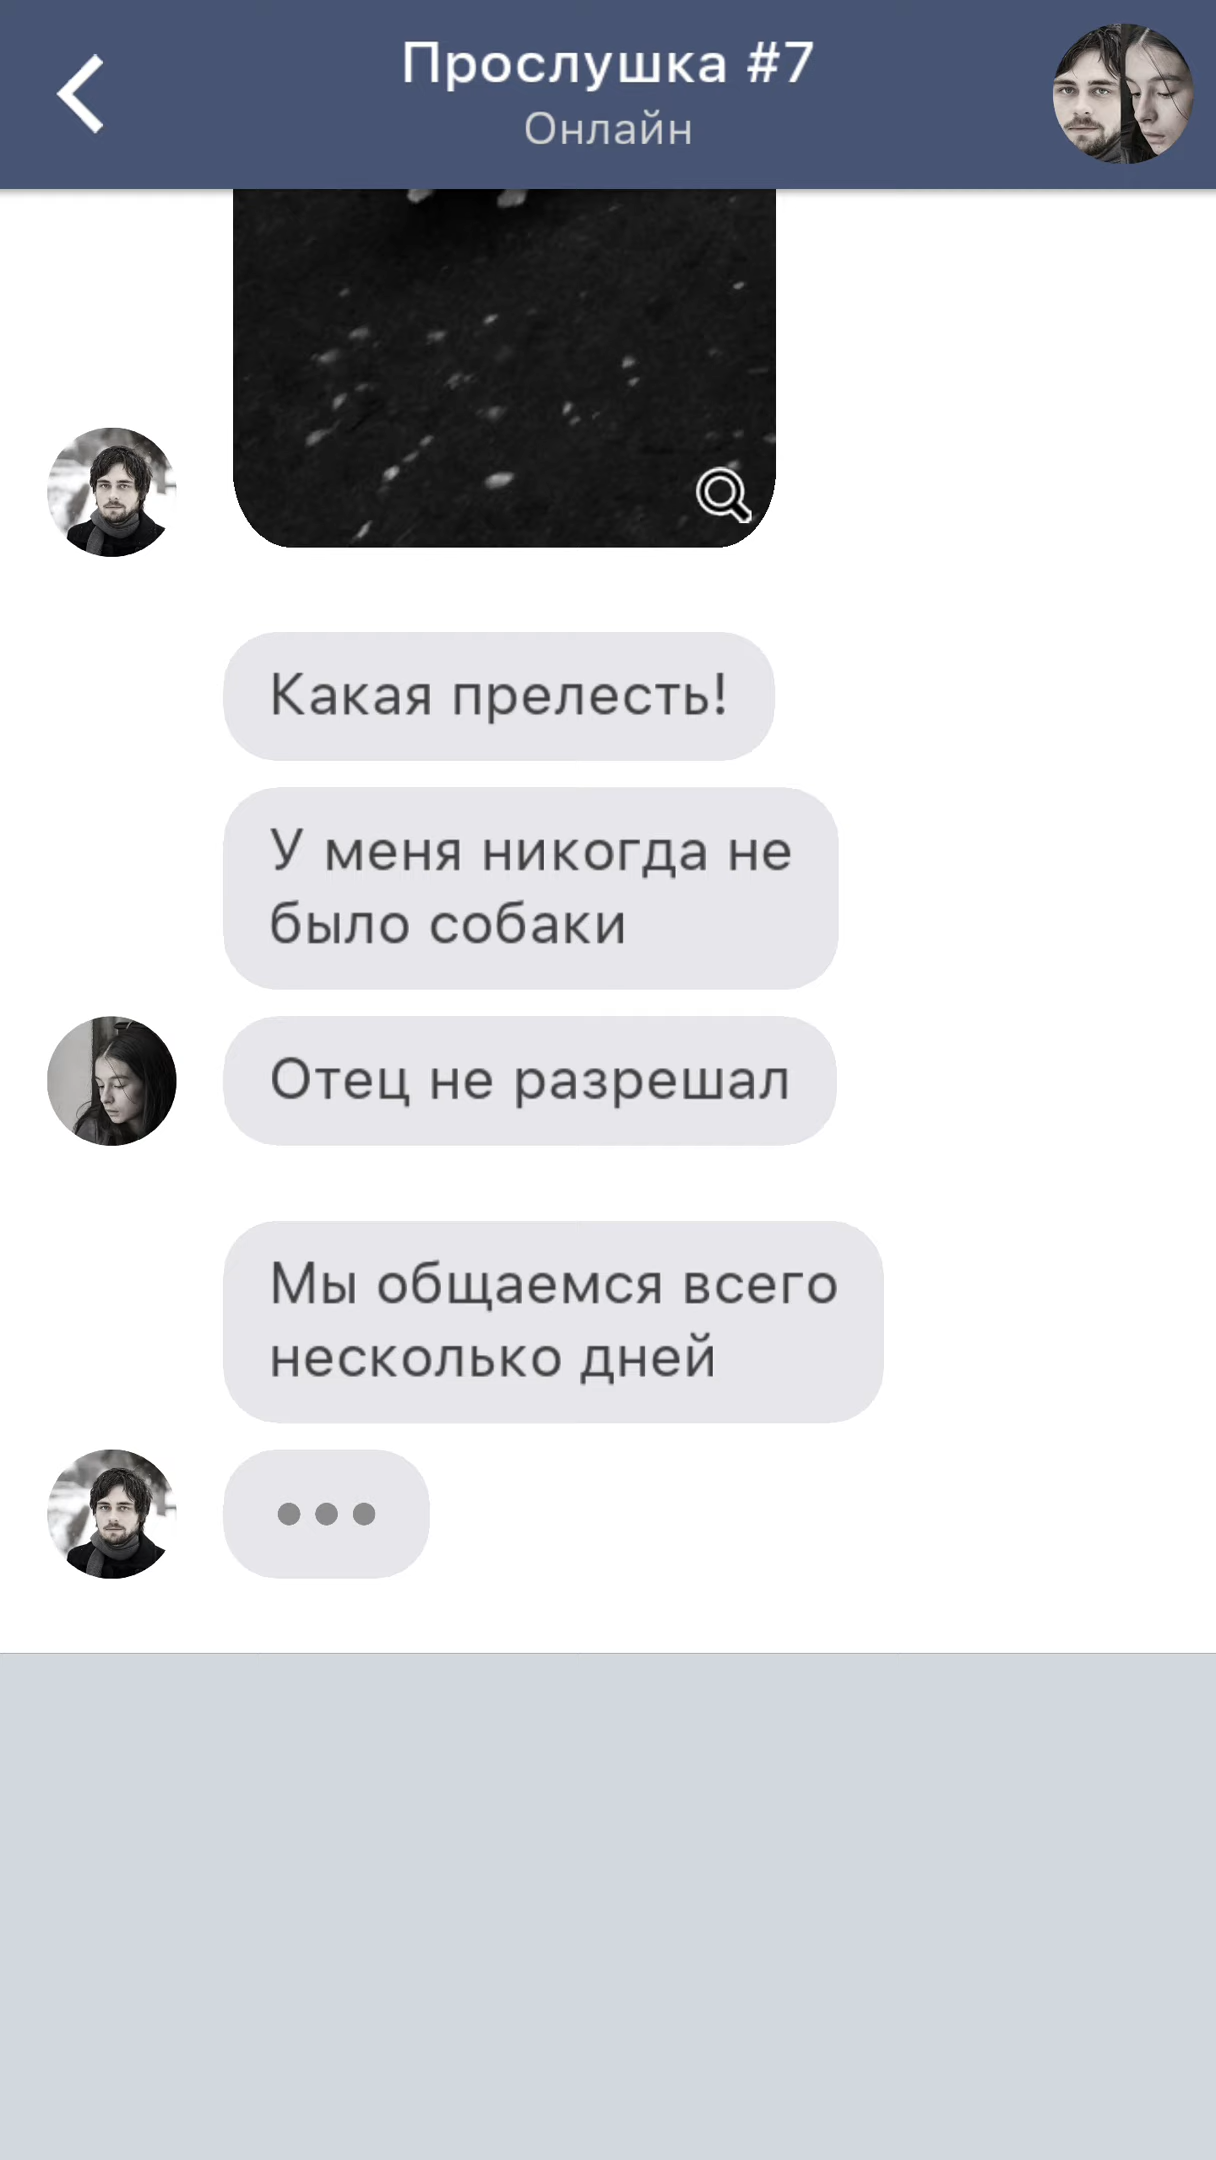 Прослушка #7
Онлайн
Какая прелесть!
У меня никогда не
было собаки
Отец не разрешал
Мы общаемся всего
несколько дней